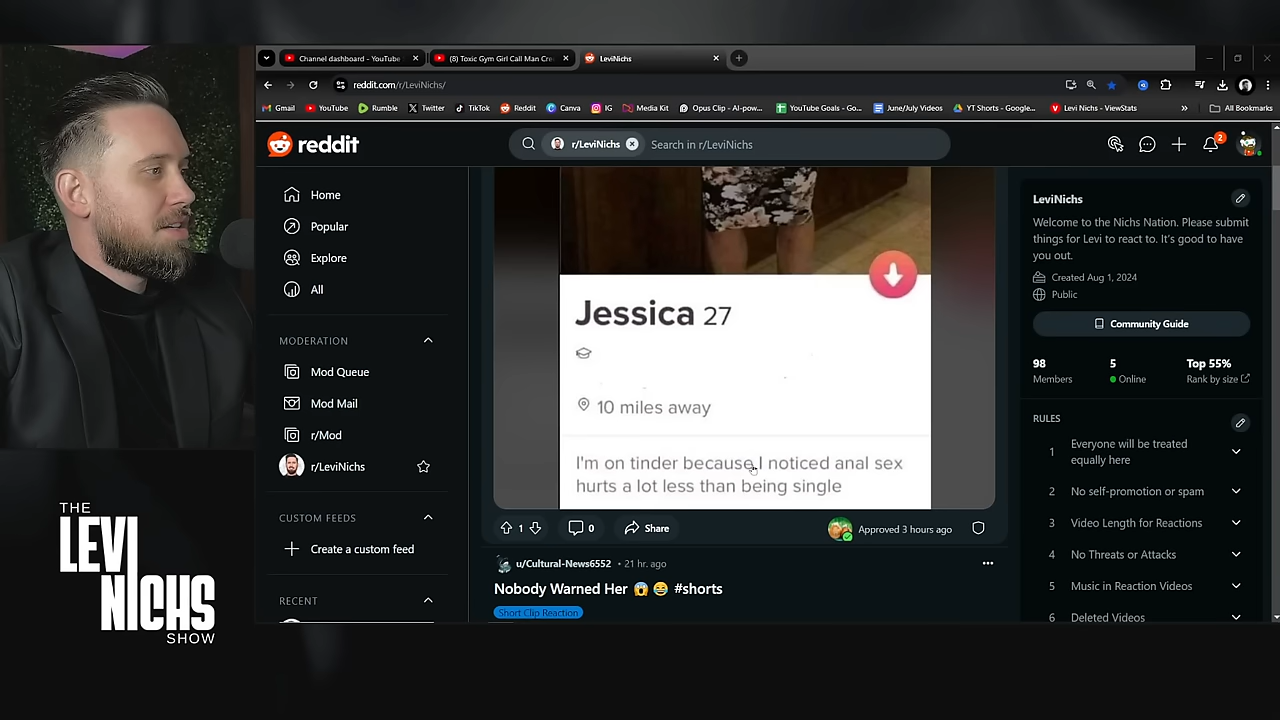 Channel dashboard - YouTube
(8) Toxic Gym Girl Call Man Cre
LeviNichs
reddit.com/r/LeviNichs/
Gmail
YouTube
Rumble
Twitter
TikTok
Reddit
Canva
IG
Media Kit
Opus Clip - AI-pow...
YouTube Goals - Go...
June/July Videos
YT Shorts - Google...
Levi Nichs - ViewStats
»
All Bookmarks
reddit
r/LeviNichs
Search in r/LeviNichs
2
Home
Popular
Explore
All
MODERATION
Mod Queue
Mod Mail
r/Mod
r/LeviNichs
CUSTOM FEEDS
Create a custom feed
RECENT
Jessica 27
10 miles away
I'm on tinder because I noticed anal sex
hurts a lot less than being single
1
0
Share
Approved 3 hours ago
u/Cultural-News6552 • 21 hr. ago
Nobody Warned Her 😱 😂 #shorts
Short Clip Reaction
LeviNichs
Welcome to the Nichs Nation. Please submit
things for Levi to react to. It's good to have
you out.
Created Aug 1, 2024
Public
Community Guide
98 5 Top 55%
Members Online Rank by size
RULES
1 Everyone will be treated
equally here
2 No self-promotion or spam
3 Video Length for Reactions
4 No Threats or Attacks
5 Music in Reaction Videos
6 Deleted Videos
THE
LEVI
NICHS
SHOW